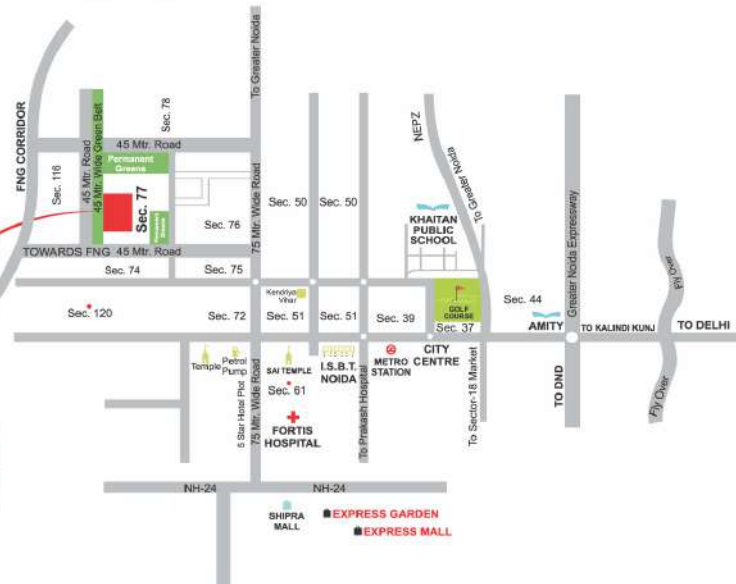 To Greater Noida
FNG CORRIDOR
Sec. 78
45 Mtr. Wide Green Belt
45 Mtr. Road
NEPZ
45 Mtr. Road
Permanent
Greens
Sec. 116
Sec. 77
To Greater Noida
75 Mtr. Wide Road
Sec. 50
Sec. 50
KHAITAN
PUBLIC
SCHOOL
Permanent
Greens
Sec. 76
Greater Noida Expressway
TOWARDS FNG
45 Mtr. Road
Fly Over
Sec. 74
Sec. 75
Kendriya
Vihar
Sec. 44
GOLF
COURSE
Sec. 120
Sec. 72
Sec. 51
Sec. 51
Sec. 39
Sec. 37
AMITY
TO KALINDI KUNJ
TO DELHI
Temple
Petrol
Pump
SAI TEMPLE
I.S.B.T.
NOIDA
METRO
STATION
CITY
CENTRE
Sec. 61
5 Star Hotel Plot
75 Mtr. Wide Road
To Prakash Hospital
To Sector-18 Market
TO DND
Fly Over
FORTIS
HOSPITAL
NH-24
NH-24
SHIPRA
MALL
EXPRESS GARDEN
EXPRESS MALL